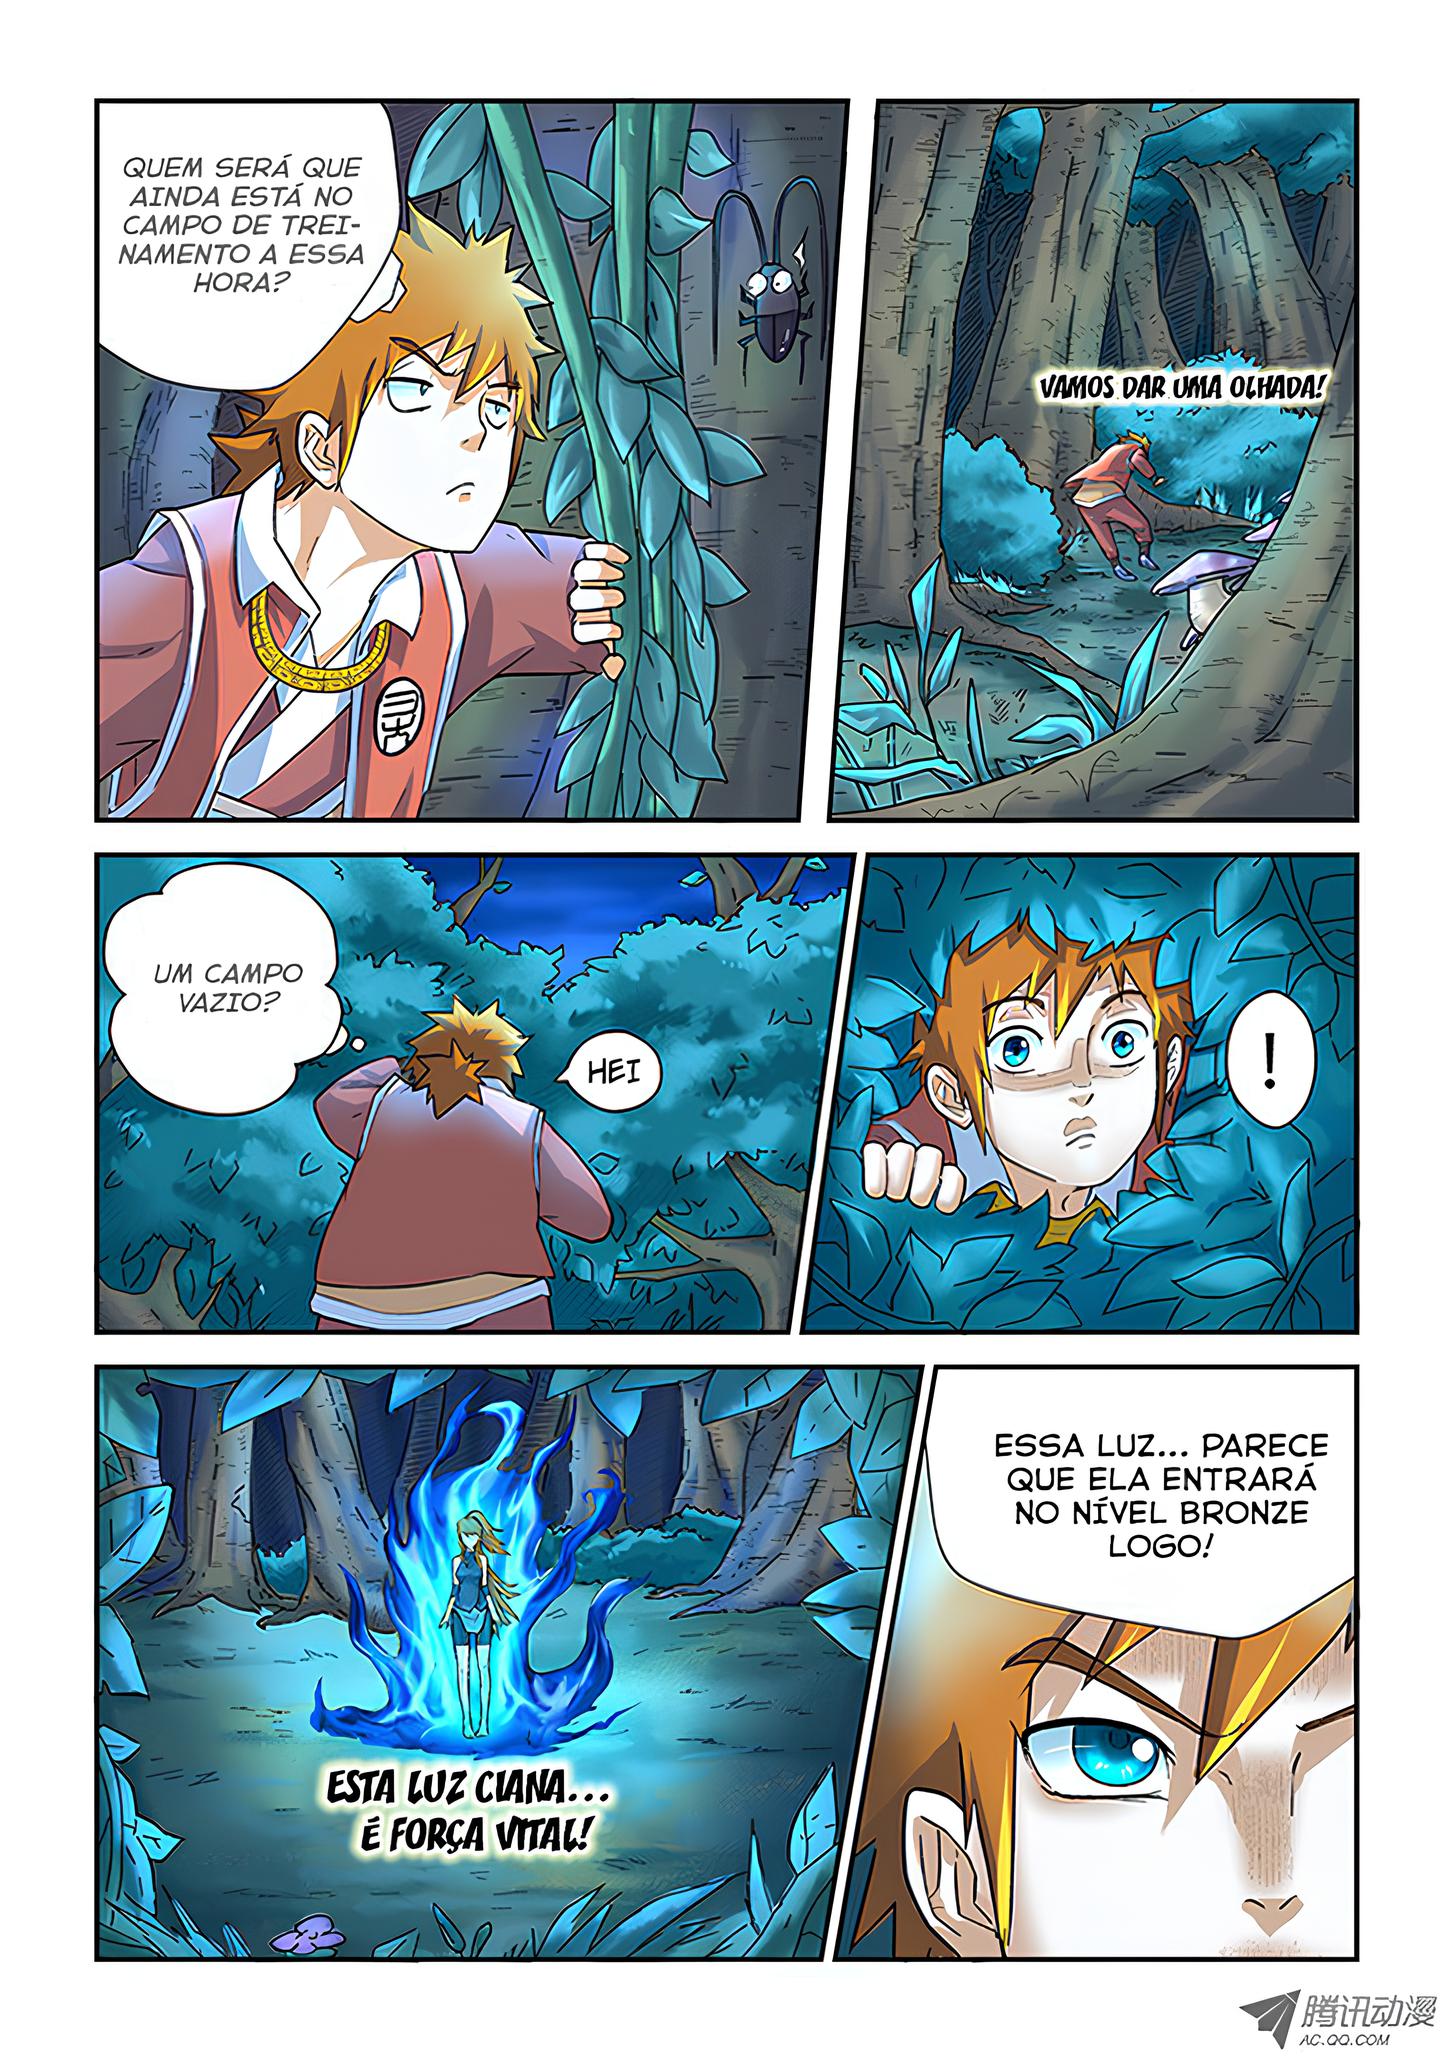 QUEM SERÁ QUE
AINDA ESTÁ NO
CAMPO DE TREI-
NAMENTO A ESSA
HORA?
VAMOS DAR UMA OLHADA!
UM CAMPO
VAZIO?
HEI
!
ESTA LUZ CIANA...
É FORÇA VITAL!
ESSA LUZ... PARECE
QUE ELA ENTRARÁ
NO NÍVEL BRONZE
LOGO!
腾讯动漫
AC.QQ.COM